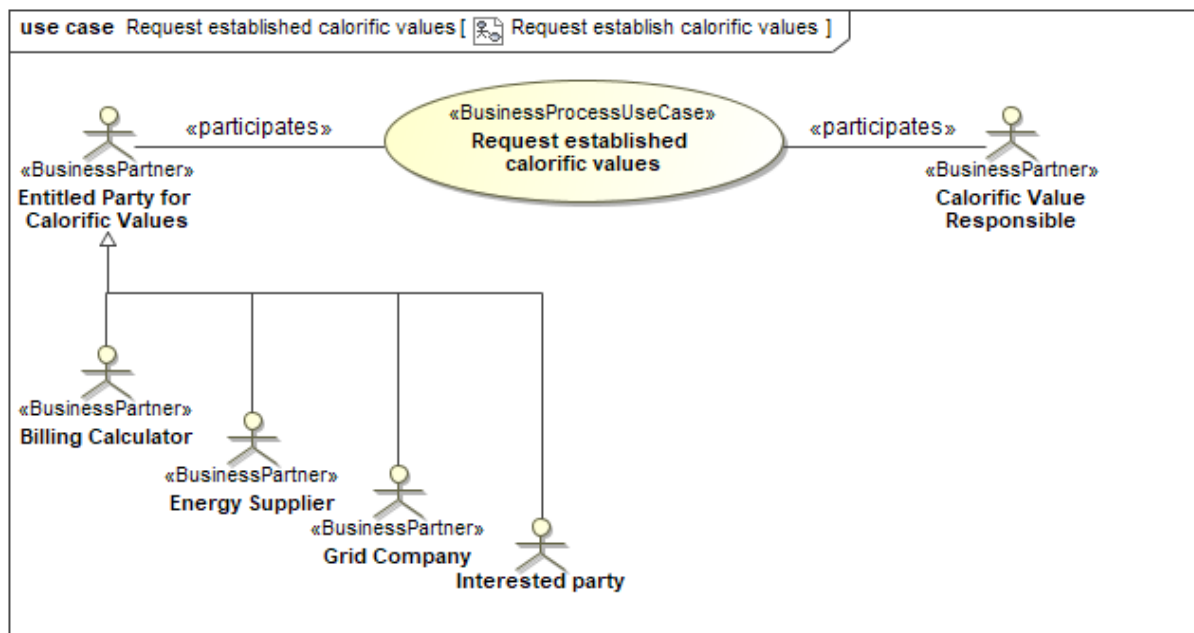 use case Request established calorific values [ Request establish calorific values ]
«participates»
«BusinessProcessUseCase»
Request established
calorific values
«participates»
«BusinessPartner»
Entitled Party for
Calorific Values
«BusinessPartner»
Calorific Value
Responsible
«BusinessPartner»
Billing Calculator
«BusinessPartner»
Energy Supplier
«BusinessPartner»
Grid Company
Interested party